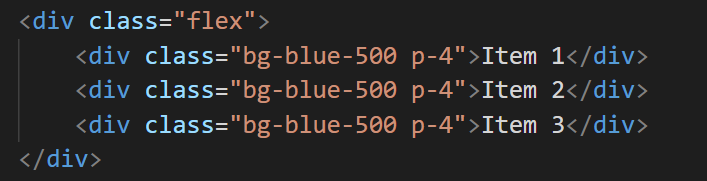 <div class="flex">
    <div class="bg-blue-500 p-4">Item 1</div>
    <div class="bg-blue-500 p-4">Item 2</div>
    <div class="bg-blue-500 p-4">Item 3</div>
</div>